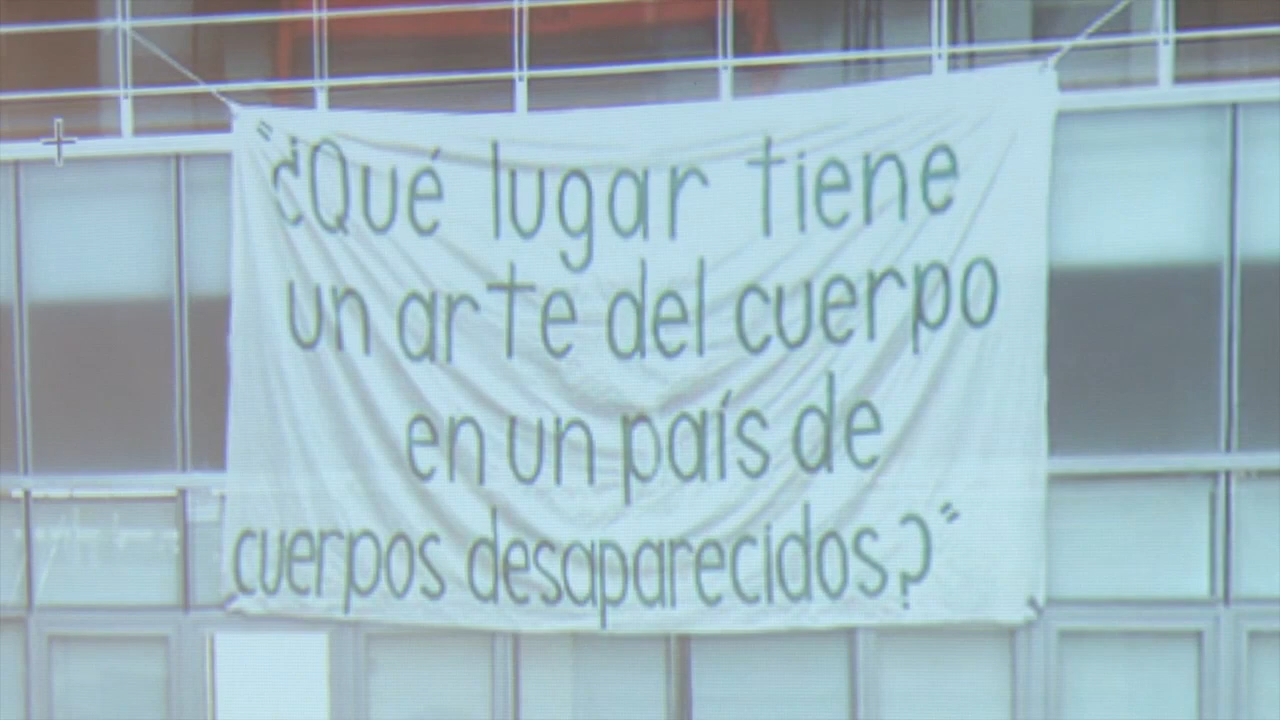 "¿Qué lugar tiene
un arte del cuerpo
en un país de
cuerpos desaparecidos?"